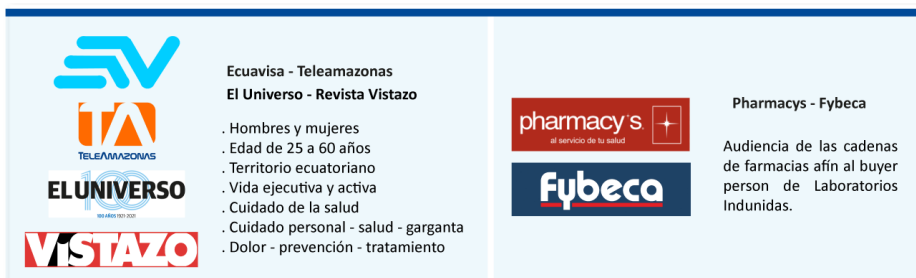 TELEAMAZONAS
EL UNIVERSO
100 AÑOS 1921-2021
ViSTAZO
Ecuavisa - Teleamazonas
El Universo - Revista Vistazo
. Hombres y mujeres
. Edad de 25 a 60 años
. Territorio ecuatoriano
. Vida ejecutiva y activa
. Cuidado de la salud
. Cuidado personal - salud - garganta
. Dolor - prevención - tratamiento
pharmacy's.
al servicio de tu salud
Fybeca
Pharmacys - Fybeca
Audiencia de las cadenas
de farmacias afín al buyer
person de Laboratorios
Indunidas.